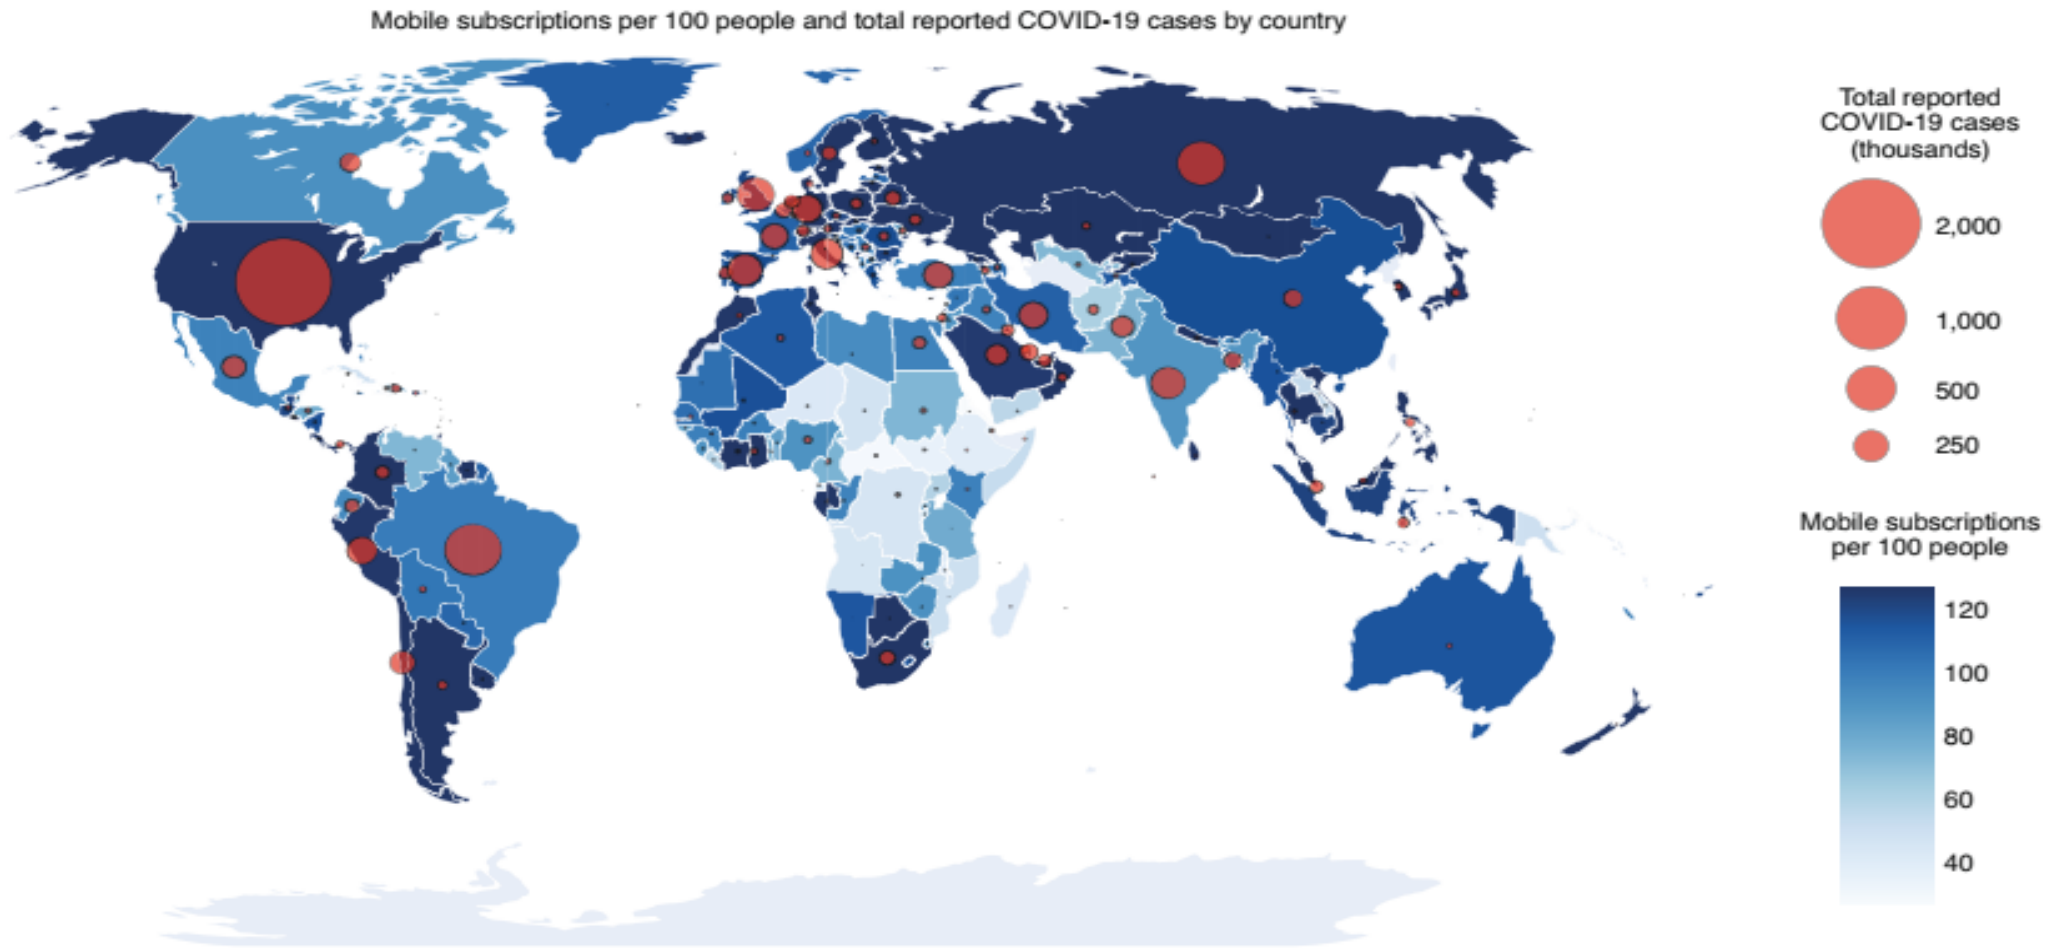 Mobile subscriptions per 100 people and total reported COVID-19 cases by country
Total reported
COVID-19 cases
(thousands)
2,000
1,000
500
250
Mobile subscriptions
per 100 people
120
100
80
60
40